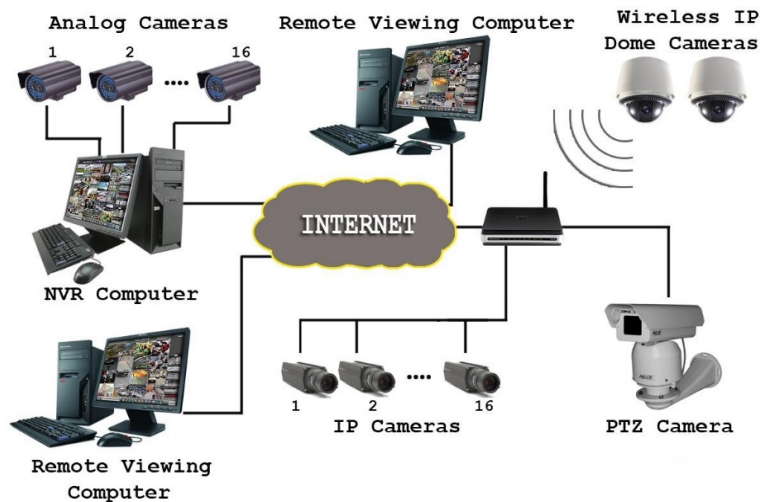 Analog Cameras
1 2 •••• 16
Remote Viewing Computer
Wireless IP
Dome Cameras
INTERNET
NVR Computer
1 2 •••• 16
IP Cameras
PTZ Camera
Remote Viewing
Computer